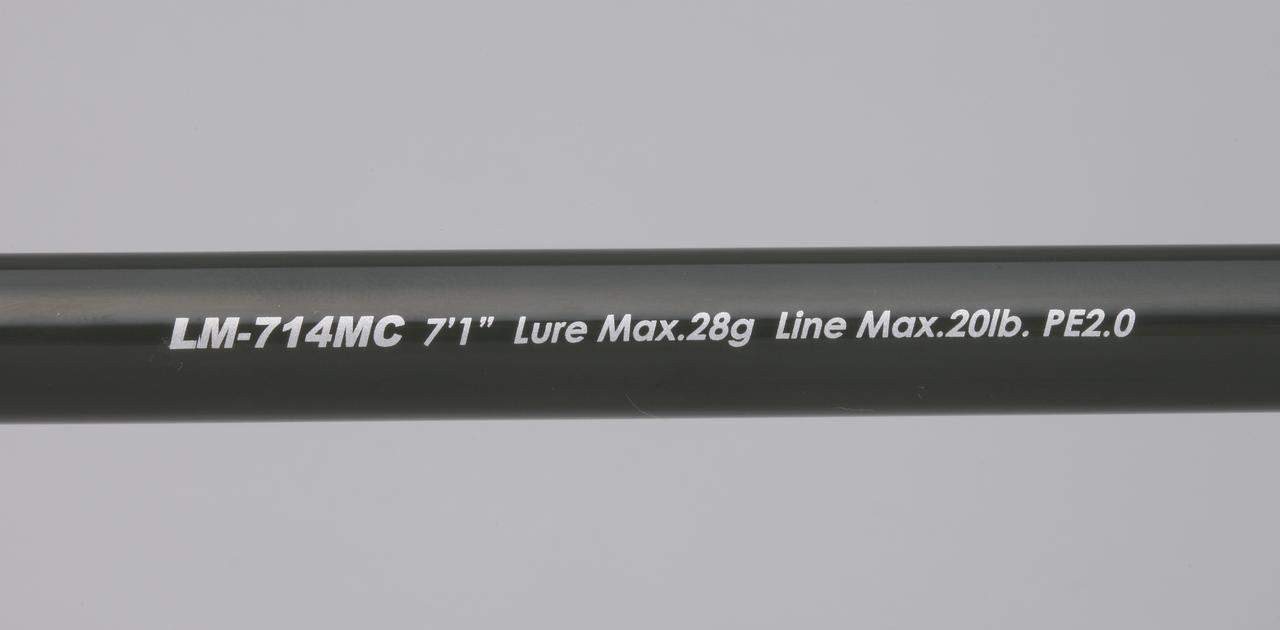 LM-714MC 7’1” Lure Max.28g Line Max.20lb. PE2.0